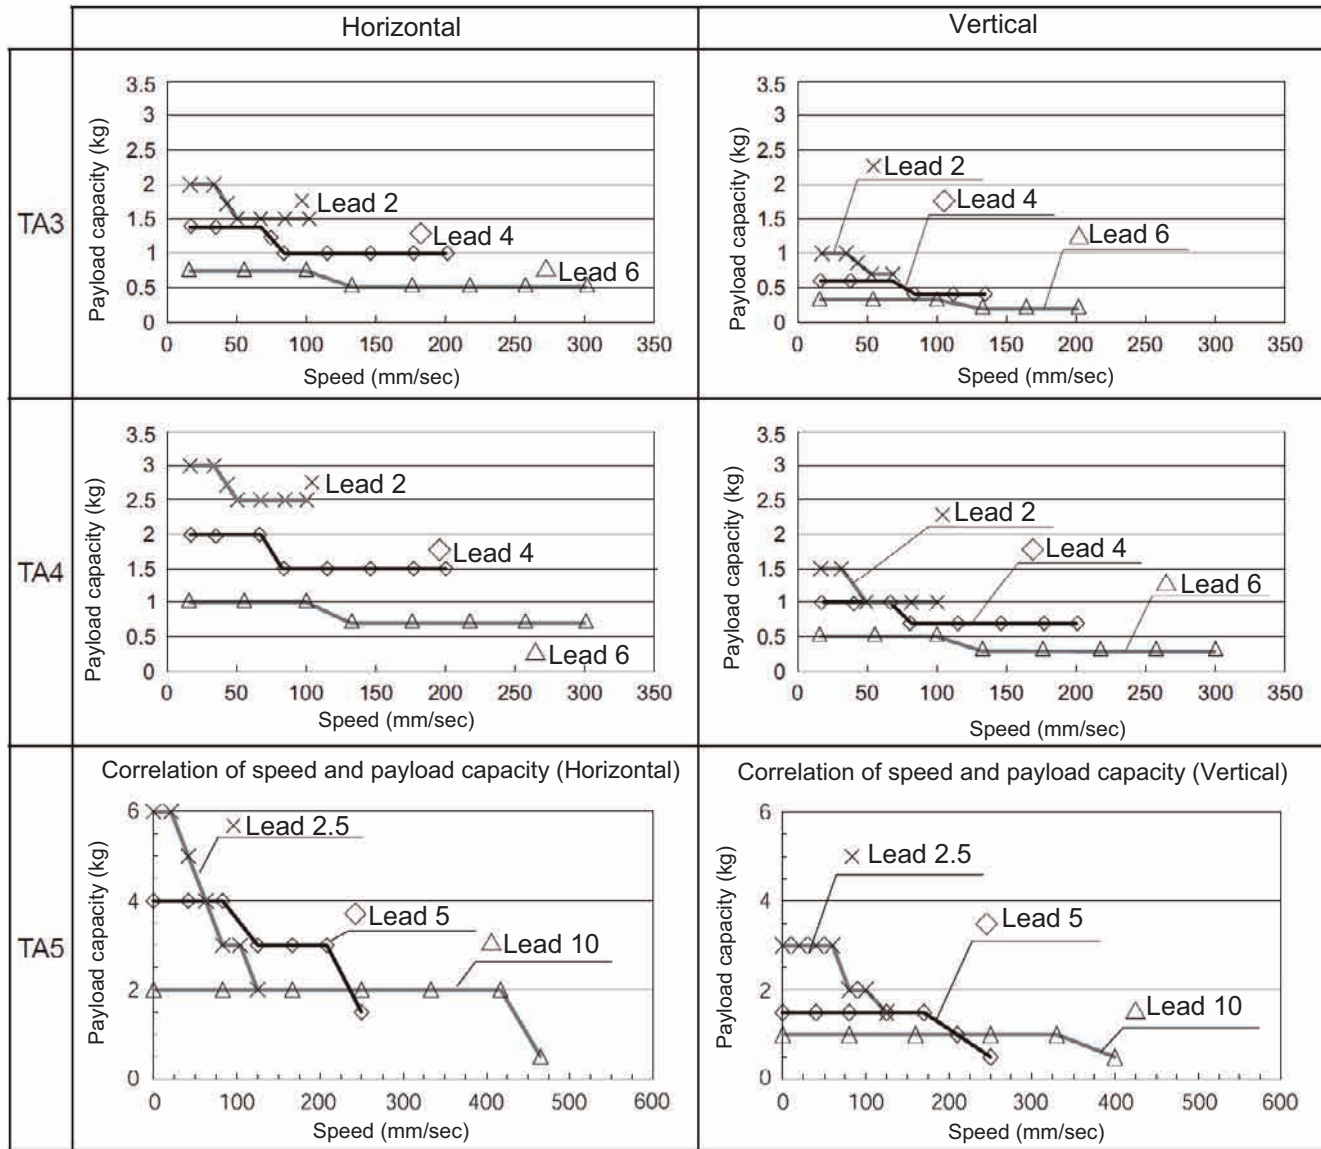 Horizontal
Vertical
TA3
Payload capacity (kg)
3.5
3
2.5
2
1.5
1
0.5
0
Lead 2
Lead 4
Lead 6
0 50 100 150 200 250 300 350
Speed (mm/sec)
Payload capacity (kg)
3.5
3
2.5
2
1.5
1
0.5
0
Lead 2
Lead 4
Lead 6
0 50 100 150 200 250 300 350
Speed (mm/sec)
TA4
Payload capacity (kg)
3.5
3
2.5
2
1.5
1
0.5
0
Lead 2
Lead 4
Lead 6
0 50 100 150 200 250 300 350
Speed (mm/sec)
Payload capacity (kg)
3.5
3
2.5
2
1.5
1
0.5
0
Lead 2
Lead 4
Lead 6
0 50 100 150 200 250 300 350
Speed (mm/sec)
TA5
Correlation of speed and payload capacity (Horizontal)
Payload capacity (kg)
6
4
2
0
Lead 2.5
Lead 5
Lead 10
0 100 200 300 400 500 600
Speed (mm/sec)
Correlation of speed and payload capacity (Vertical)
Payload capacity (kg)
6
4
2
0
Lead 2.5
Lead 5
Lead 10
0 100 200 300 400 500 600
Speed (mm/sec)